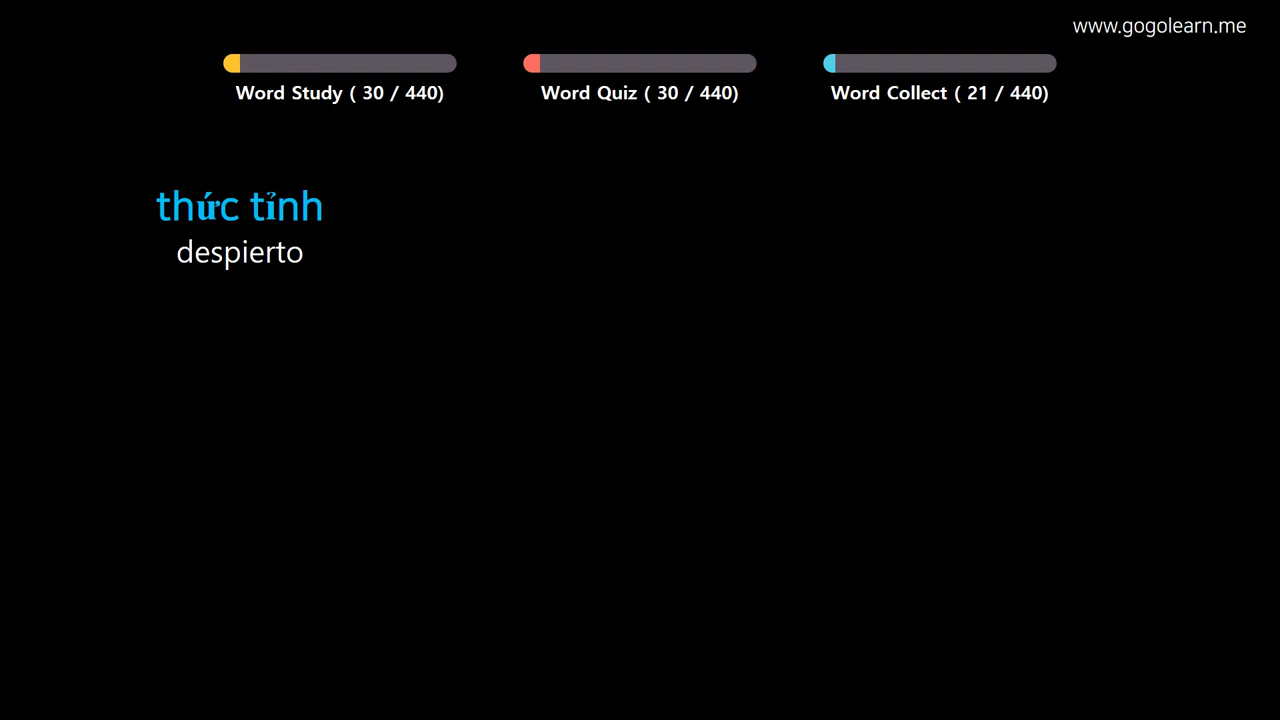 www.gogolearn.me
Word Study ( 30 / 440)
Word Quiz ( 30 / 440)
Word Collect ( 21 / 440)
thức tỉnh
despierto